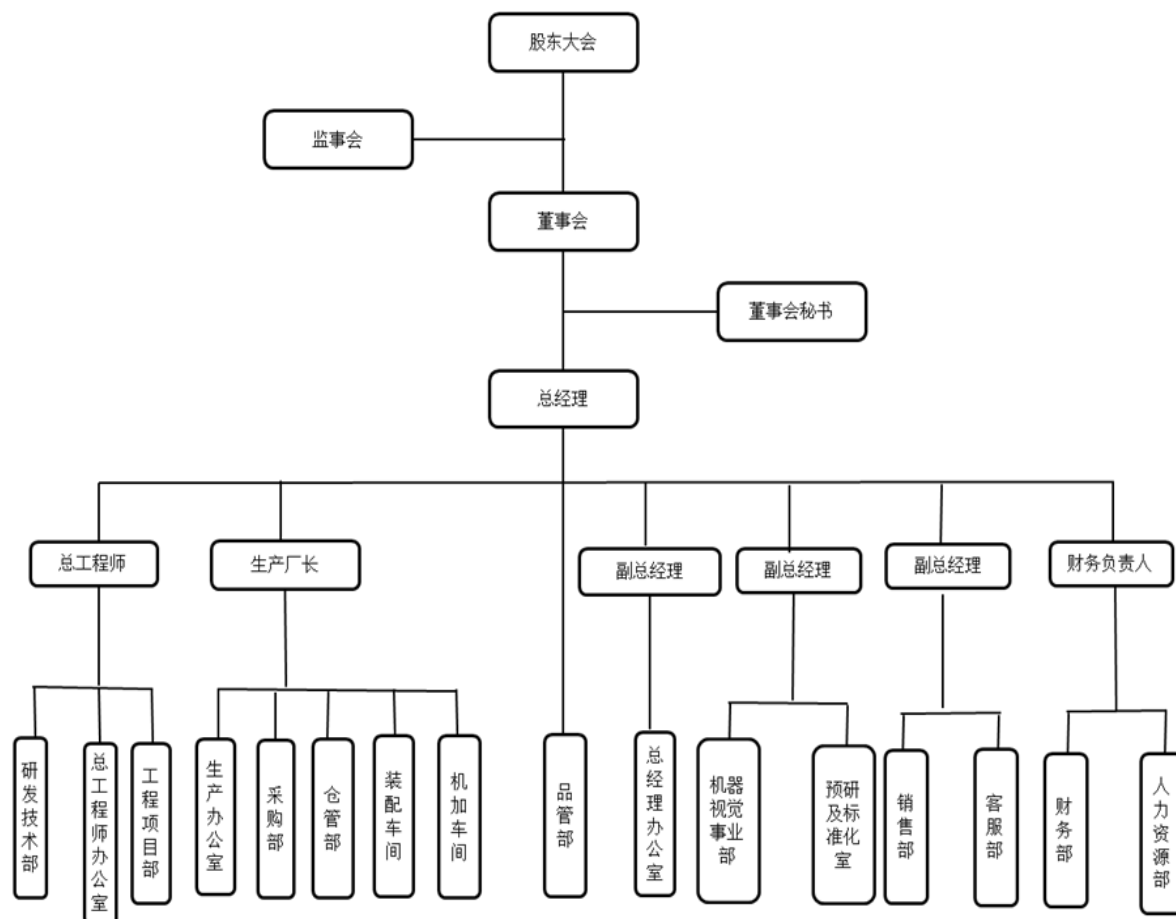 股东大会
监事会
董事会
董事会秘书
总经理
总工程师
生产厂长
副总经理
副总经理
副总经理
财务负责人
研发技术部
总工程师办公室
工程项目部
生产办公室
采购部
仓管部
装配车间
机加车间
品管部
总经理办公室
机器
视觉
事业
部
预研
及标
准化
室
销售部
客服部
财务部
人力资源部